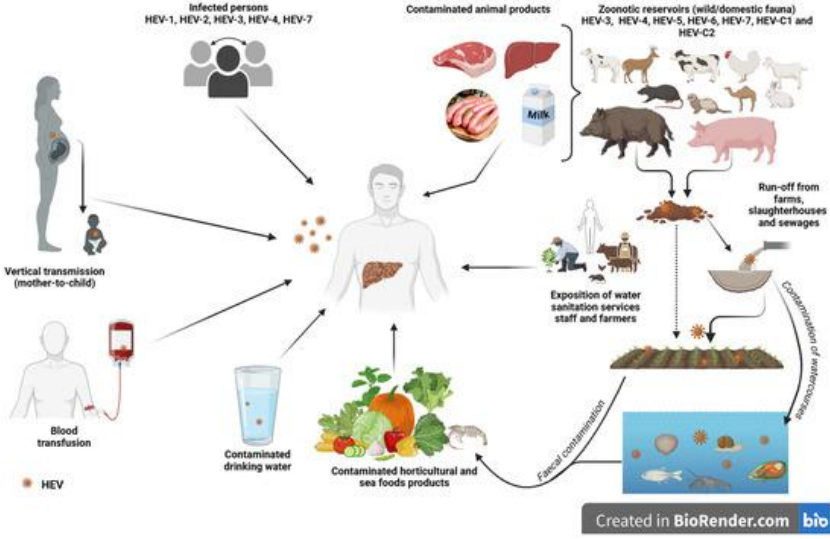 Infected persons
HEV-1, HEV-2, HEV-3, HEV-4, HEV-7
Contaminated animal products
Zoonotic reservoirs (wild/domestic fauna)
HEV-3, HEV-4, HEV-5, HEV-6, HEV-7, HEV-C1 and
HEV-C2
Milk
Run-off from
farms,
slaughterhouses
and sewages
Vertical transmission
(mother-to-child)
Exposition of water
sanitation services
staff and farmers
Contamination of watercourses
Blood
transfusion
Contaminated
drinking water
Contaminated horticultural and
sea foods products
Faecal contamination
HEV
Created in BioRender.com bio